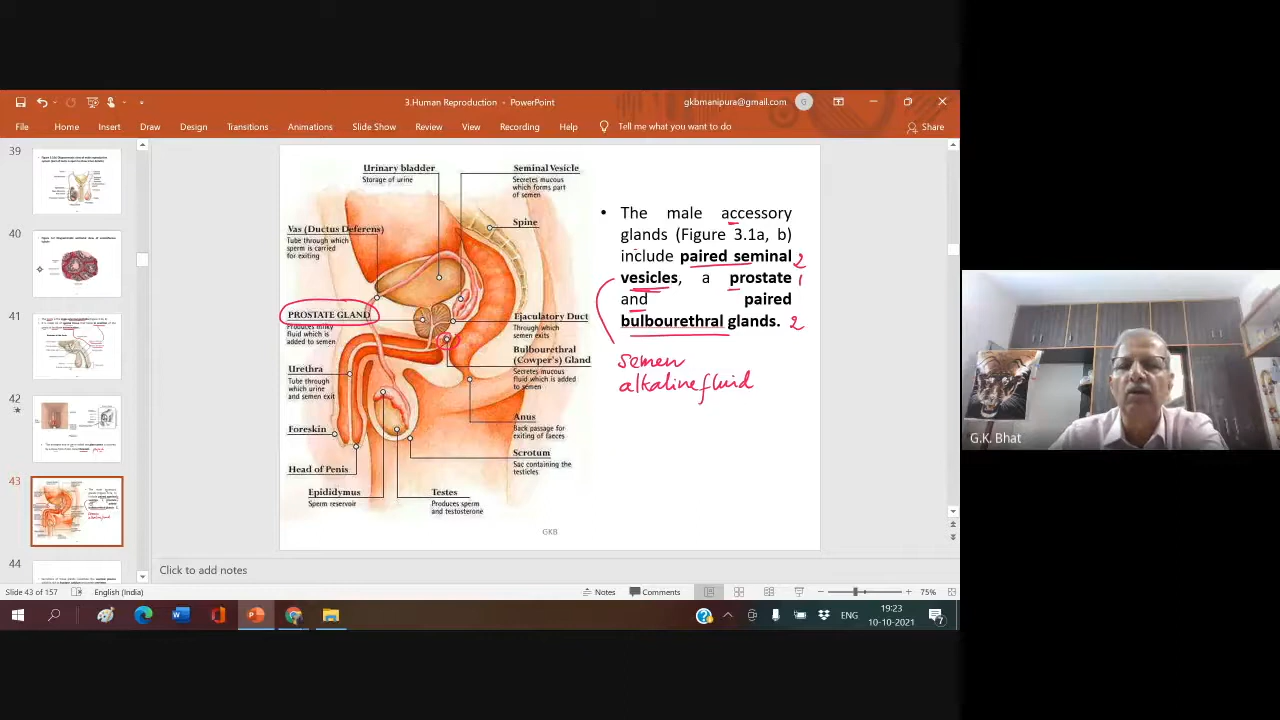 3.Human Reproduction - PowerPoint
gkbmanipura@gmail.com
G
File Home Insert Draw Design Transitions Animations Slide Show Review View Recording Help Tell me what you want to do
Share
39
40
41
42
43
44
Urinary bladder
Storage of urine
Seminal Vesicle
Secretes mucous
which forms part
of semen
Spine
Vas (Ductus Deferens)
Tube through which
sperm is carried
for exiting
PROSTATE GLAND
Produces milky
fluid which is
added to semen
Ejaculatory Duct
Through which
semen exits
Bulbourethral
(Cowper's) Gland
Secretes mucous
fluid which is added
to semen
Urethra
Tube through
which urine
and semen exit
Anus
Back passage for
exiting of faeces
Foreskin
Scrotum
Sac containing the
testicles
Head of Penis
Epididymus
Sperm reservoir
Testes
Produces sperm
and testosterone
• The male accessory
glands (Figure 3.1a, b)
include paired seminal 2
vesicles, a prostate 1
and paired
bulbourethral glands. 2
semen
alkaline fluid
GKB
G.K. Bhat
Click to add notes
Slide 43 of 157 English (India) Notes Comments 75%
ENG
19:23
10-10-2021
7